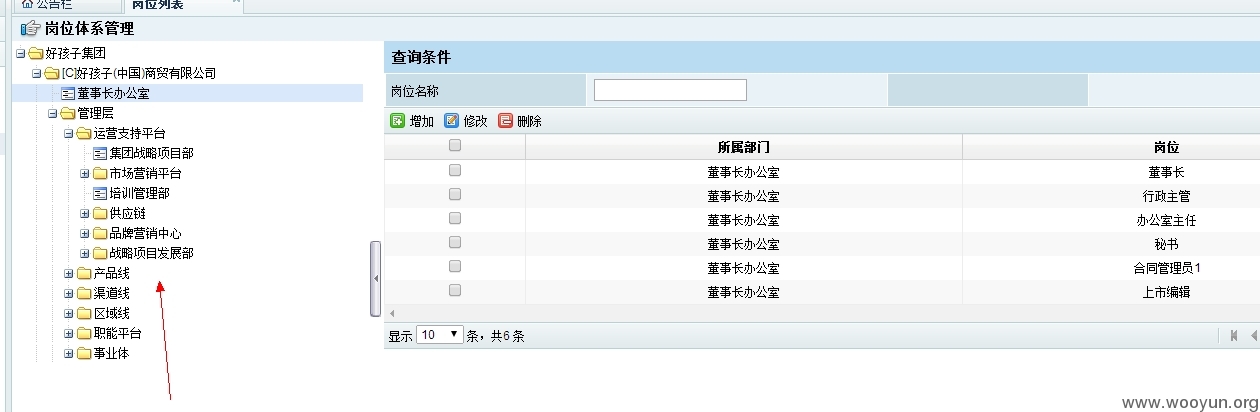 公告栏
岗位列表
岗位体系管理
好孩子集团
[C]好孩子(中国)商贸有限公司
董事长办公室
管理层
运营支持平台
集团战略项目部
市场营销平台
培训管理部
供应链
品牌营销中心
战略项目发展部
产品线
渠道线
区域线
职能平台
事业体
查询条件
岗位名称
增加 修改 删除
所属部门 岗位
董事长办公室 董事长
董事长办公室 行政主管
董事长办公室 办公室主任
董事长办公室 秘书
董事长办公室 合同管理员1
董事长办公室 上市编辑
显示 10 条，共6 条
www.wooyun.org